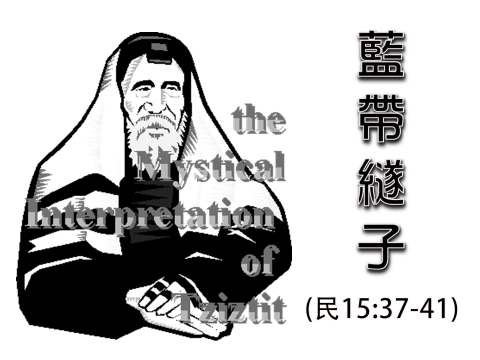 the
Mystical
Interpretation
of
Tziztit
藍帶繸子
(民15:37-41)